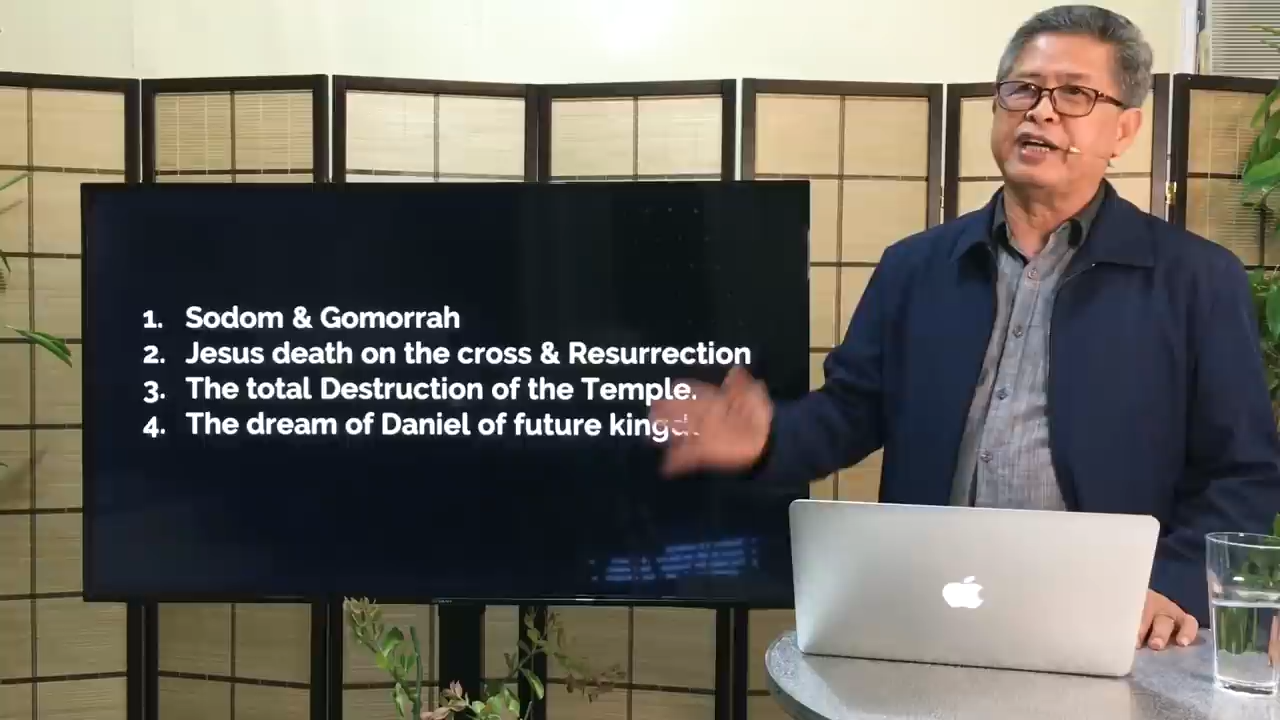 1. Sodom & Gomorrah
2. Jesus death on the cross & Resurrection
3. The total Destruction of the Temple.
4. The dream of Daniel of future